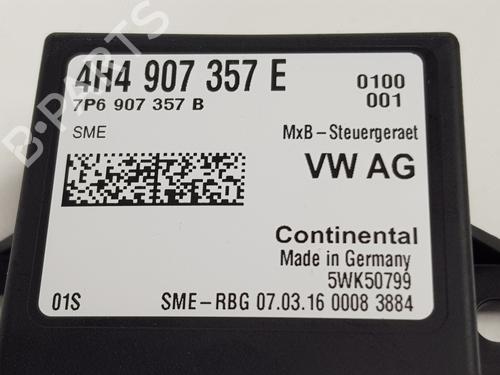 B-PARTS
4H4 907 357 E 0100
7P6 907 357 B 001
SME MxB-Steuergeraet
VW AG
Continental
Made in Germany
5WK50799
01S SME-RBG 07.03.16 0008 3884